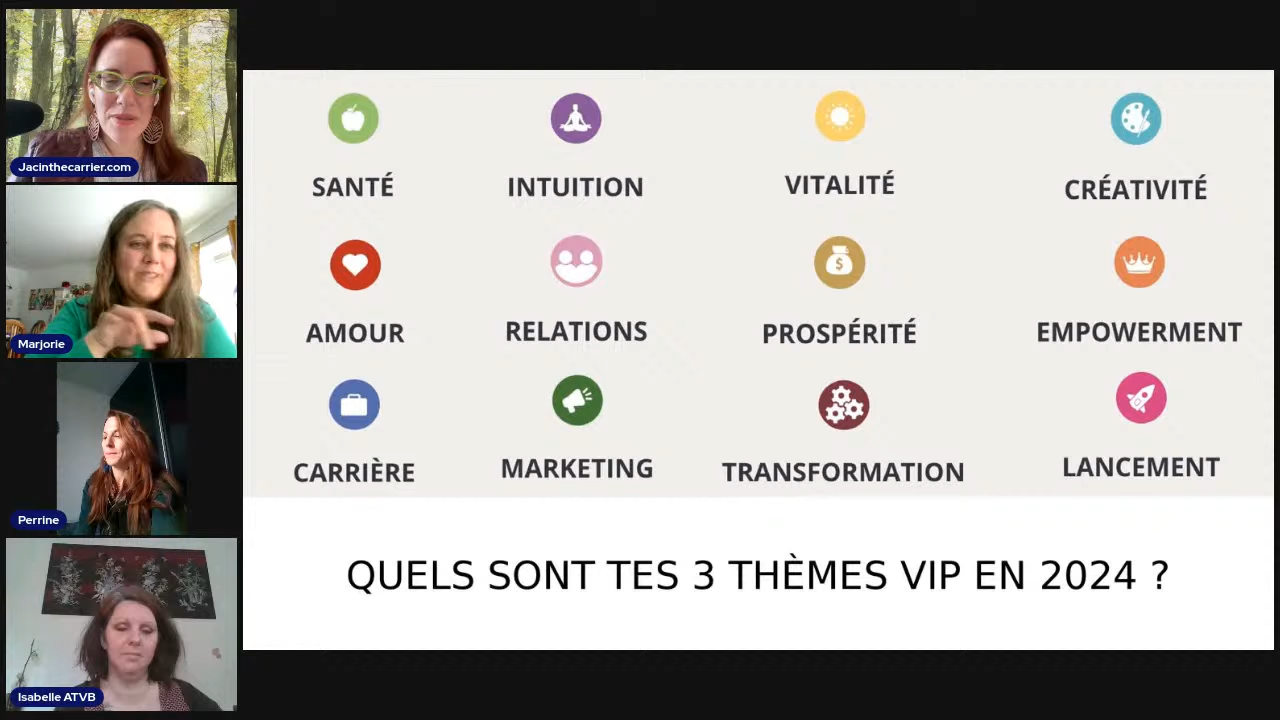 Jacinthecarrier.com
Marjorie
Perrine
Isabelle ATVB
SANTÉ INTUITION VITALITÉ CRÉATIVITÉ
$
AMOUR RELATIONS PROSPÉRITÉ EMPOWERMENT
CARRIÈRE MARKETING TRANSFORMATION LANCEMENT
QUELS SONT TES 3 THÈMES VIP EN 2024 ?